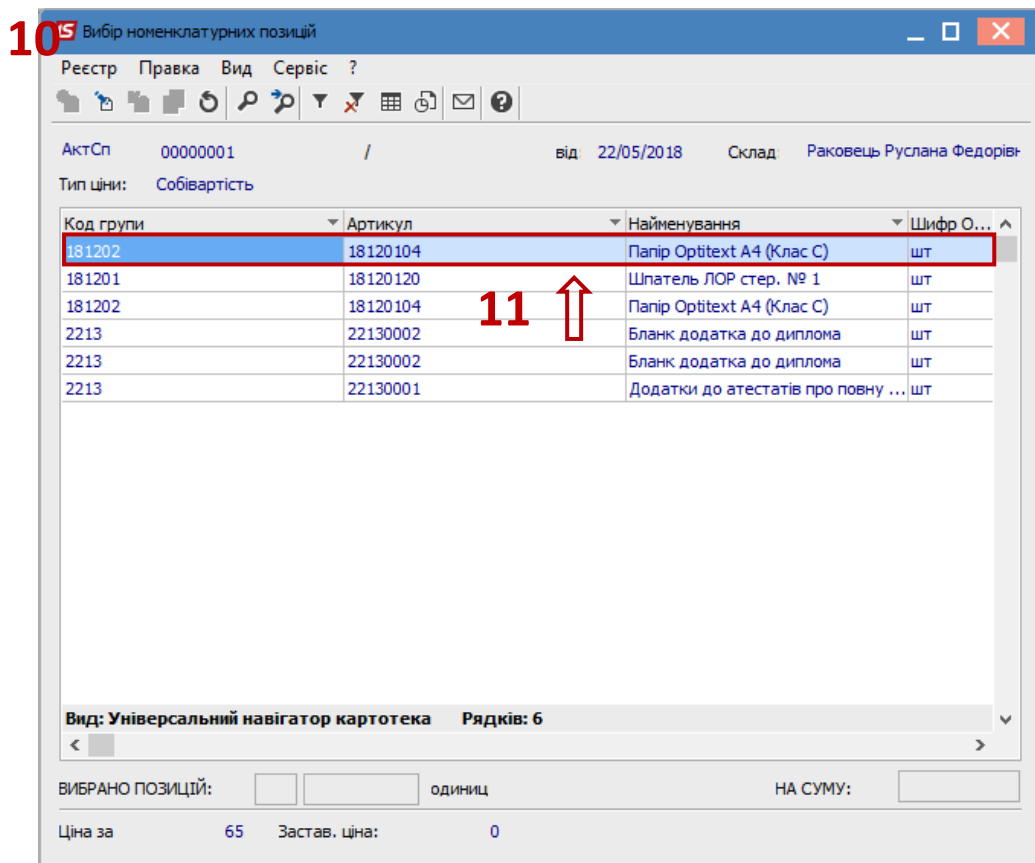 10 Вибір номенклатурних позицій
Реєстр Правка Вид Сервіс ?
АктСп 00000001 / від: 22/05/2018 Склад: Раковець Руслана Федорівн
Тип ціни: Собівартість
Код групи Артикул Найменування Шифр О...
181202 18120104 Папір Optitext А4 (Клас С) шт
181201 18120120 Шпатель ЛОР стер. № 1 шт
181202 18120104 Папір Optitext А4 (Клас С) шт
11
2213 22130002 Бланк додатка до диплома шт
2213 22130002 Бланк додатка до диплома шт
2213 22130001 Додатки до атестатів про повну ... шт
Вид: Універсальний навігатор картотека Рядків: 6
ВИБРАНО ПОЗИЦІЙ: одиниц НА СУМУ:
Ціна за 65 Застав. ціна: 0